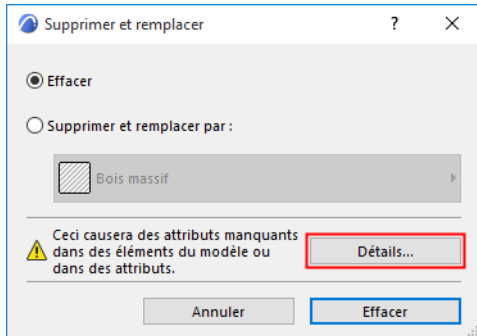 Supprimer et remplacer
?
Effacer
Supprimer et remplacer par :
Bois massif
Ceci causera des attributs manquants
dans des éléments du modèle ou
dans des attributs.
Détails...
Annuler
Effacer